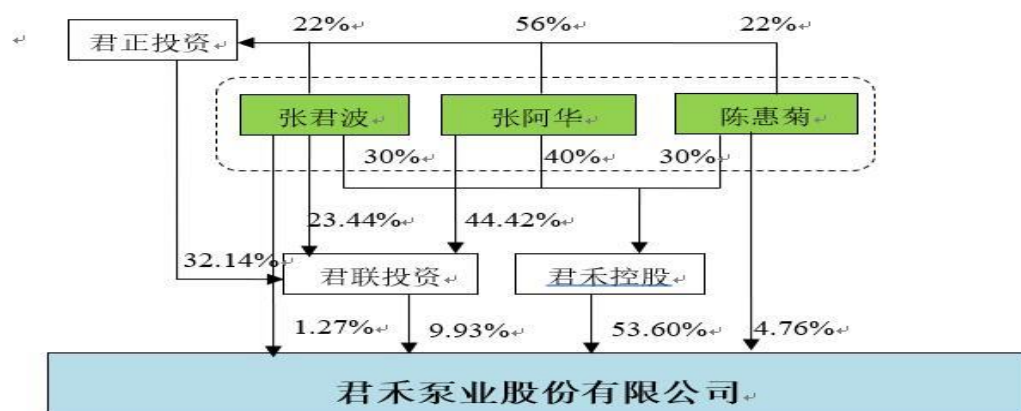 22% 56% 22%
君正投资
张君波 张阿华 陈惠菊
30% 40% 30%
23.44% 44.42%
32.14%
君联投资 君禾控股
1.27% 9.93% 53.60% 4.76%
君禾泵业股份有限公司